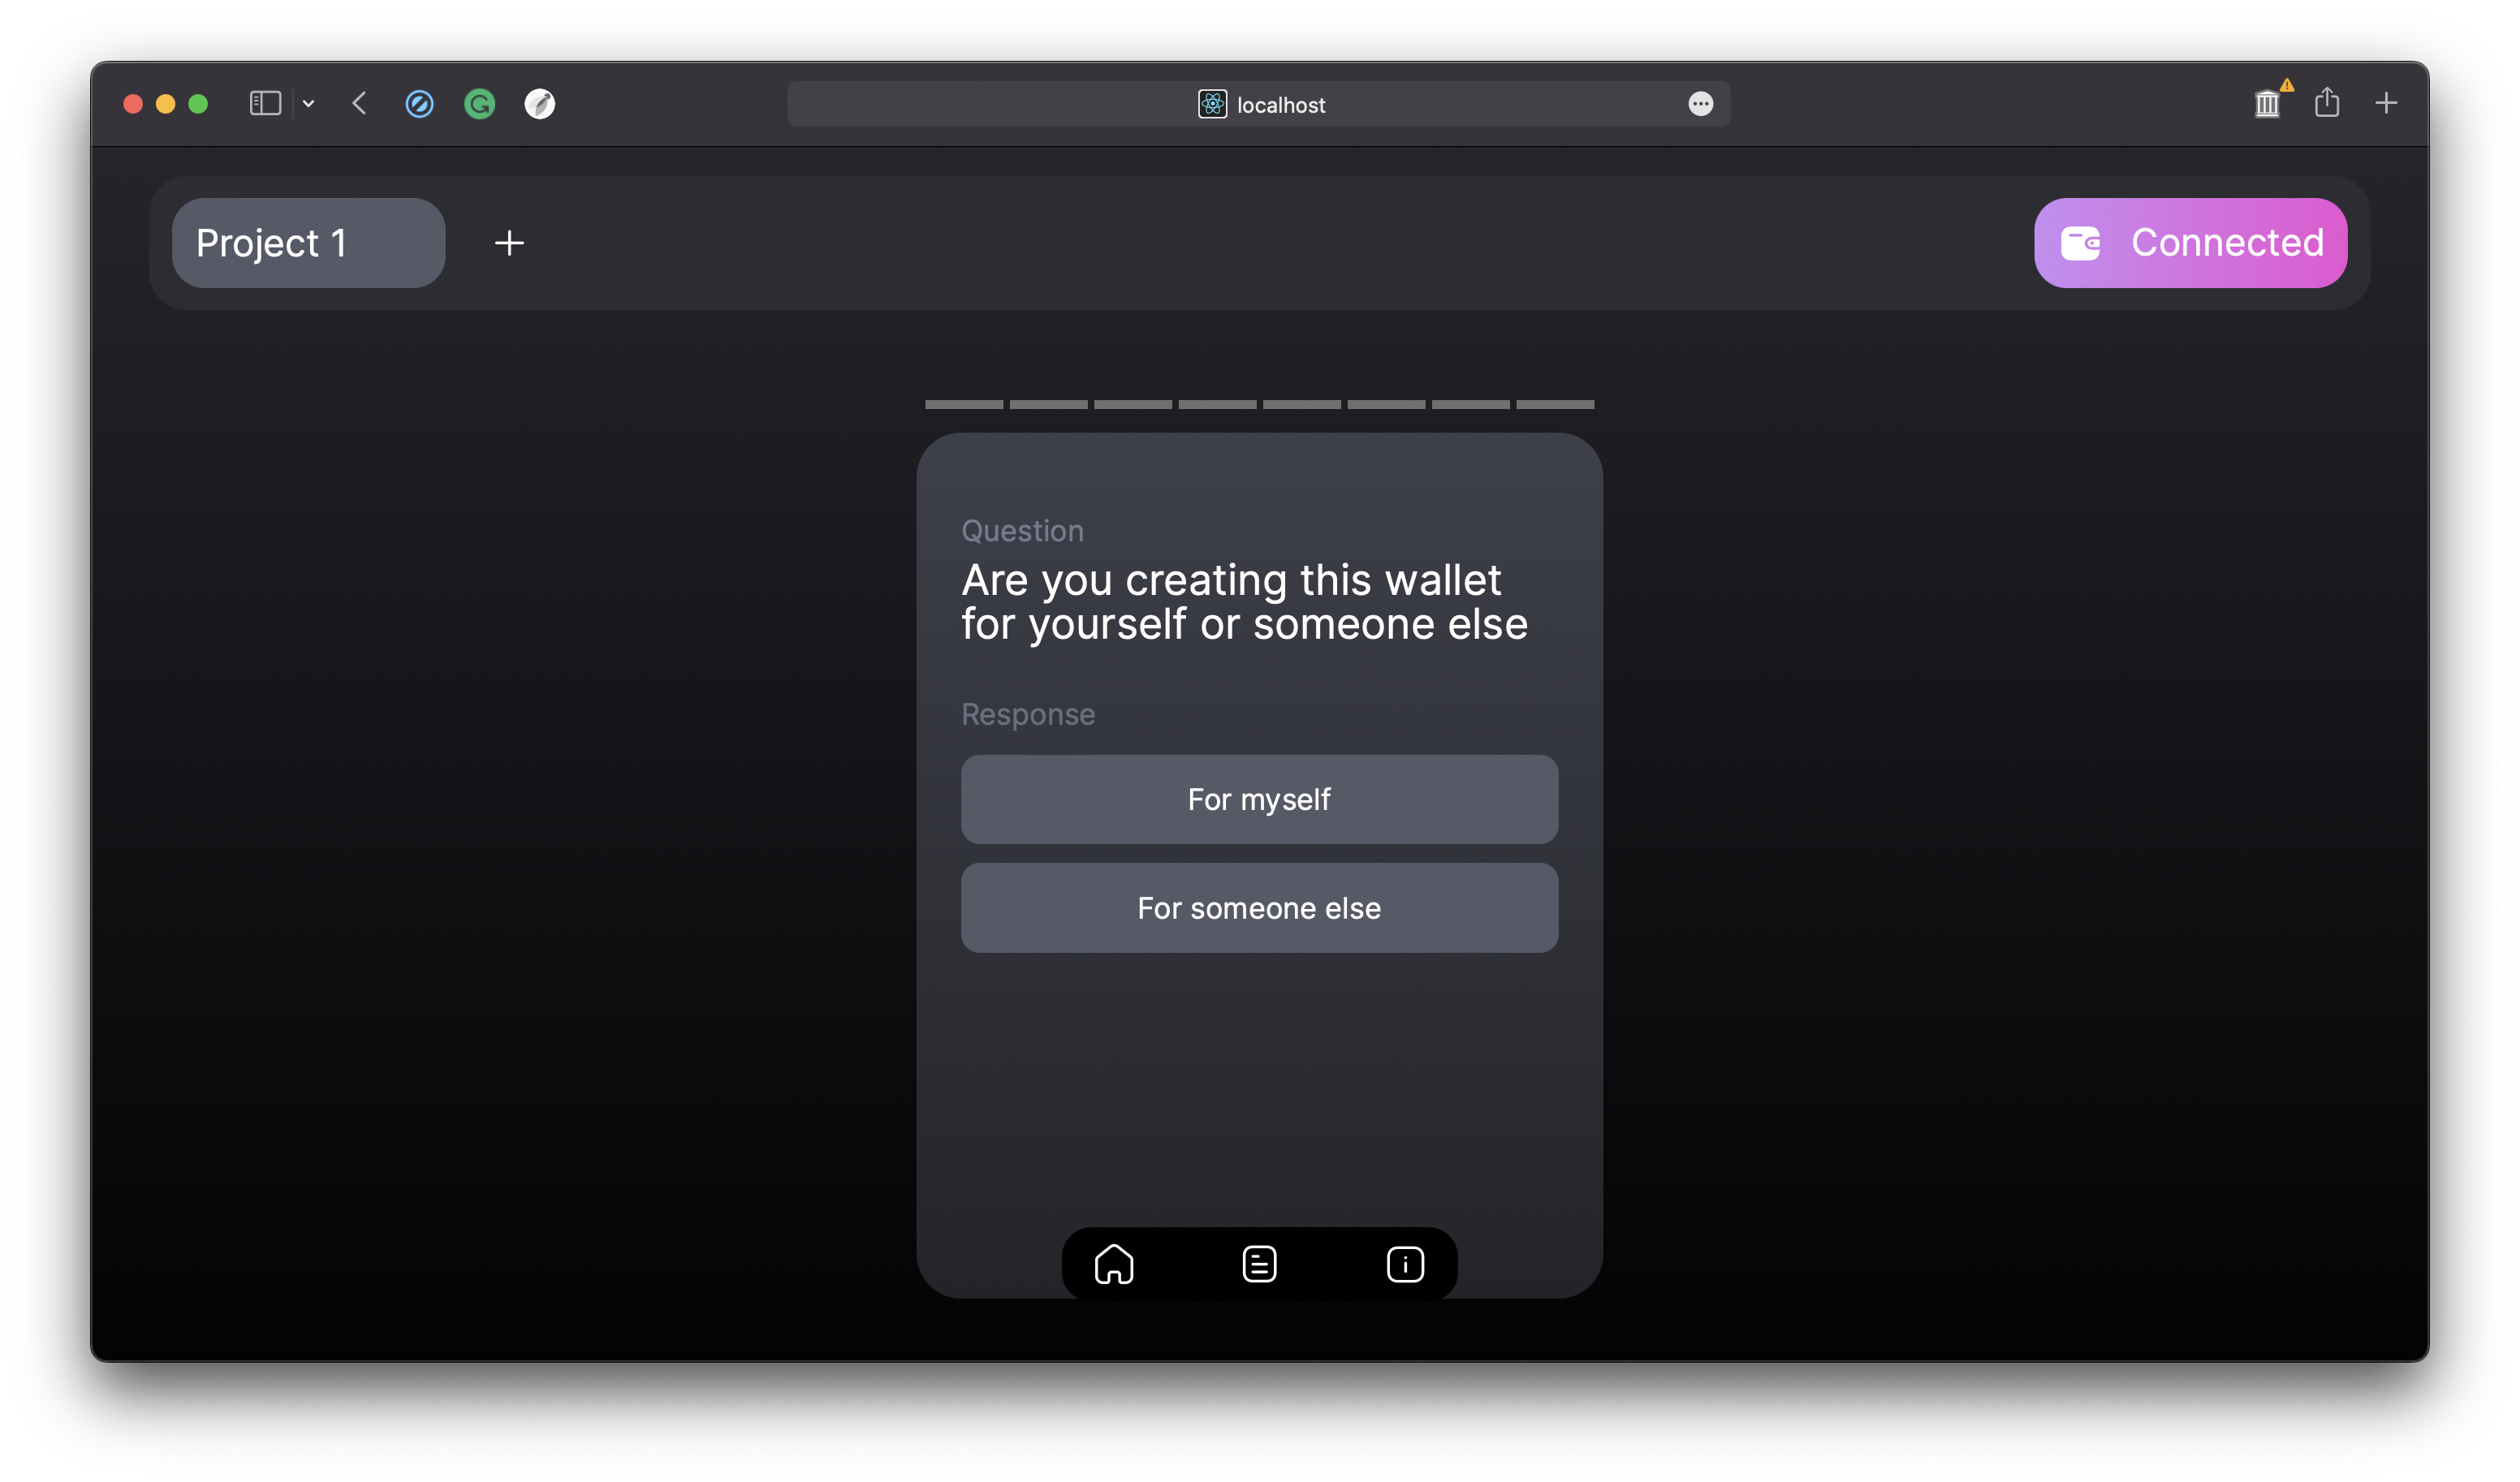 localhost
Project 1
Connected
Question
Are you creating this wallet
for yourself or someone else
Response
For myself
For someone else